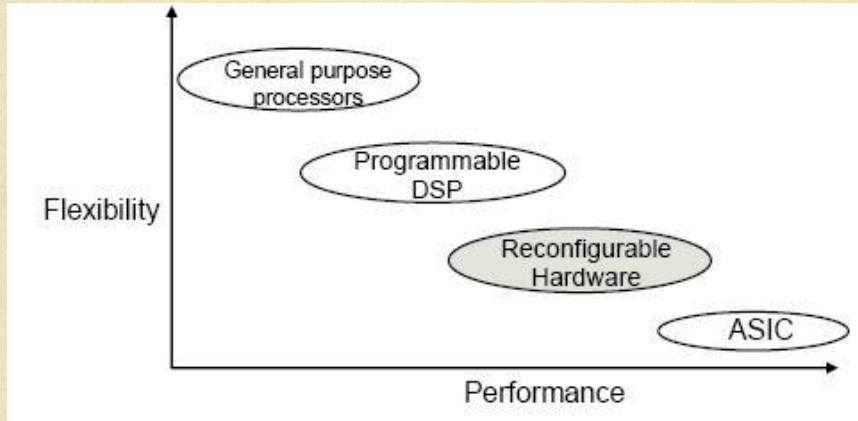 General purpose
processors
Programmable
DSP
Flexibility
Reconfigurable
Hardware
ASIC
Performance